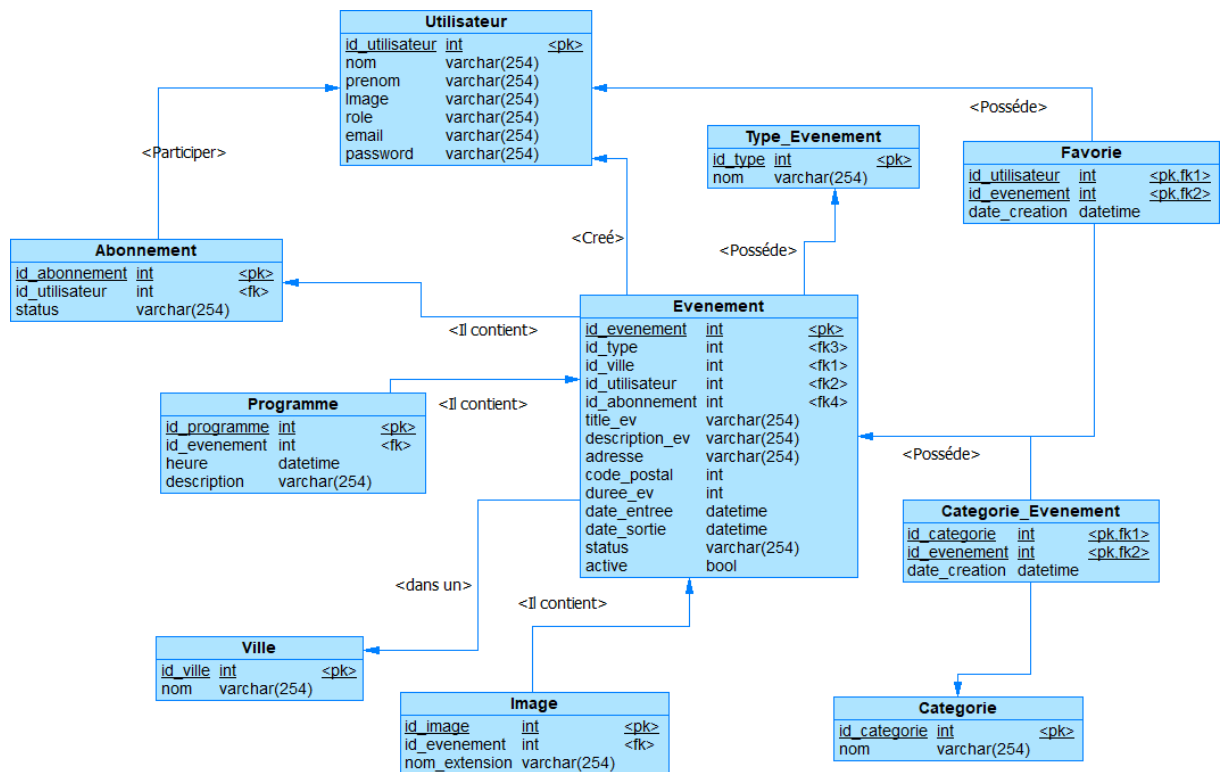 Utilisateur
id_utilisateur int <pk>
nom varchar(254)
prenom varchar(254)
Image varchar(254)
role varchar(254)
email varchar(254)
password varchar(254)
<Posséde>
<Participer>
Type_Evenement
id_type int <pk>
nom varchar(254)
Favorie
id_utilisateur int <pk,fk1>
id_evenement int <pk,fk2>
date_creation datetime
<Creé>
<Posséde>
Abonnement
id_abonnement int <pk>
id_utilisateur int <fk>
status varchar(254)
<Il contient>
Evenement
id_evenement int <pk>
id_type int <fk3>
id_ville int <fk1>
id_utilisateur int <fk2>
id_abonnement int <fk4>
title_ev varchar(254)
description_ev varchar(254)
adresse varchar(254)
code_postal int
duree_ev int
date_entree datetime
date_sortie datetime
status varchar(254)
active bool
Programme
id_programme int <pk>
id_evenement int <fk>
heure datetime
description varchar(254)
<Il contient>
<Posséde>
Categorie_Evenement
id_categorie int <pk,fk1>
id_evenement int <pk,fk2>
date_creation datetime
<dans un>
<Il contient>
Ville
id_ville int <pk>
nom varchar(254)
Image
id_image int <pk>
id_evenement int <fk>
nom_extension varchar(254)
Categorie
id_categorie int <pk>
nom varchar(254)